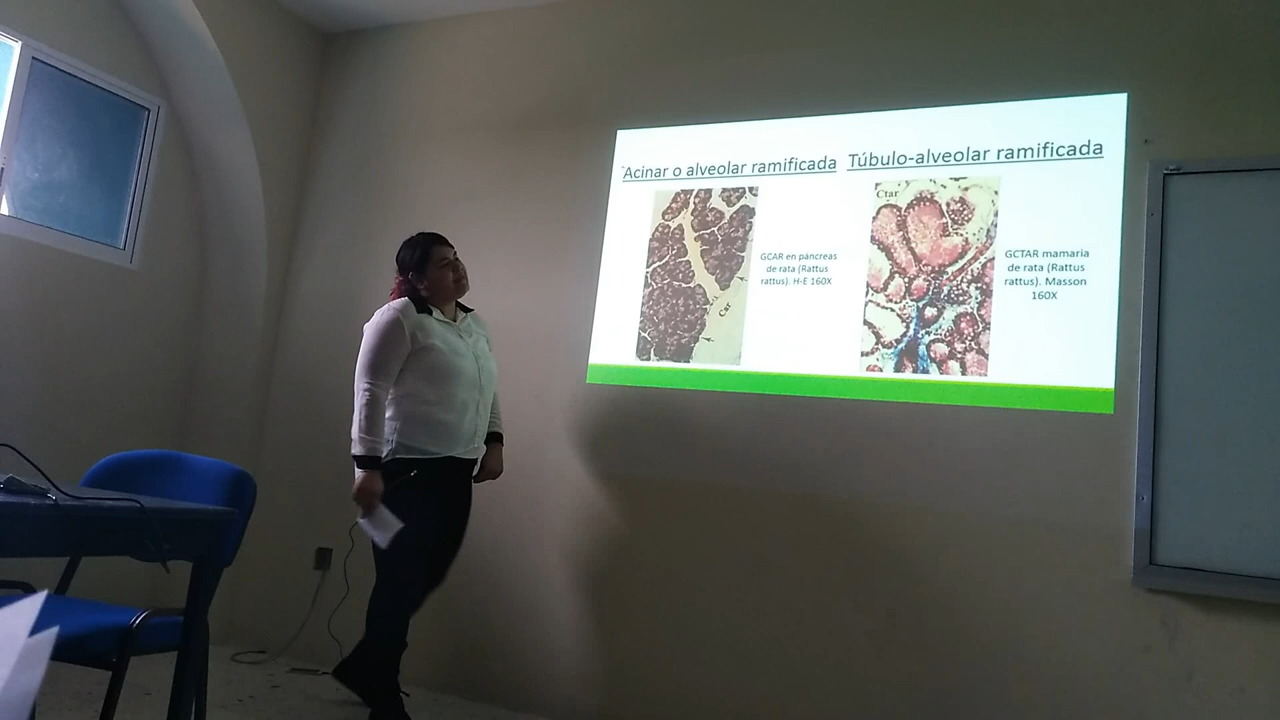 Acinar o alveolar ramificada
Túbulo-alveolar ramificada
Car
GCAR en páncreas
de rata (Rattus
rattus). H-E 160X
Ctar
GCTAR mamaria
de rata (Rattus
rattus). Masson
160X